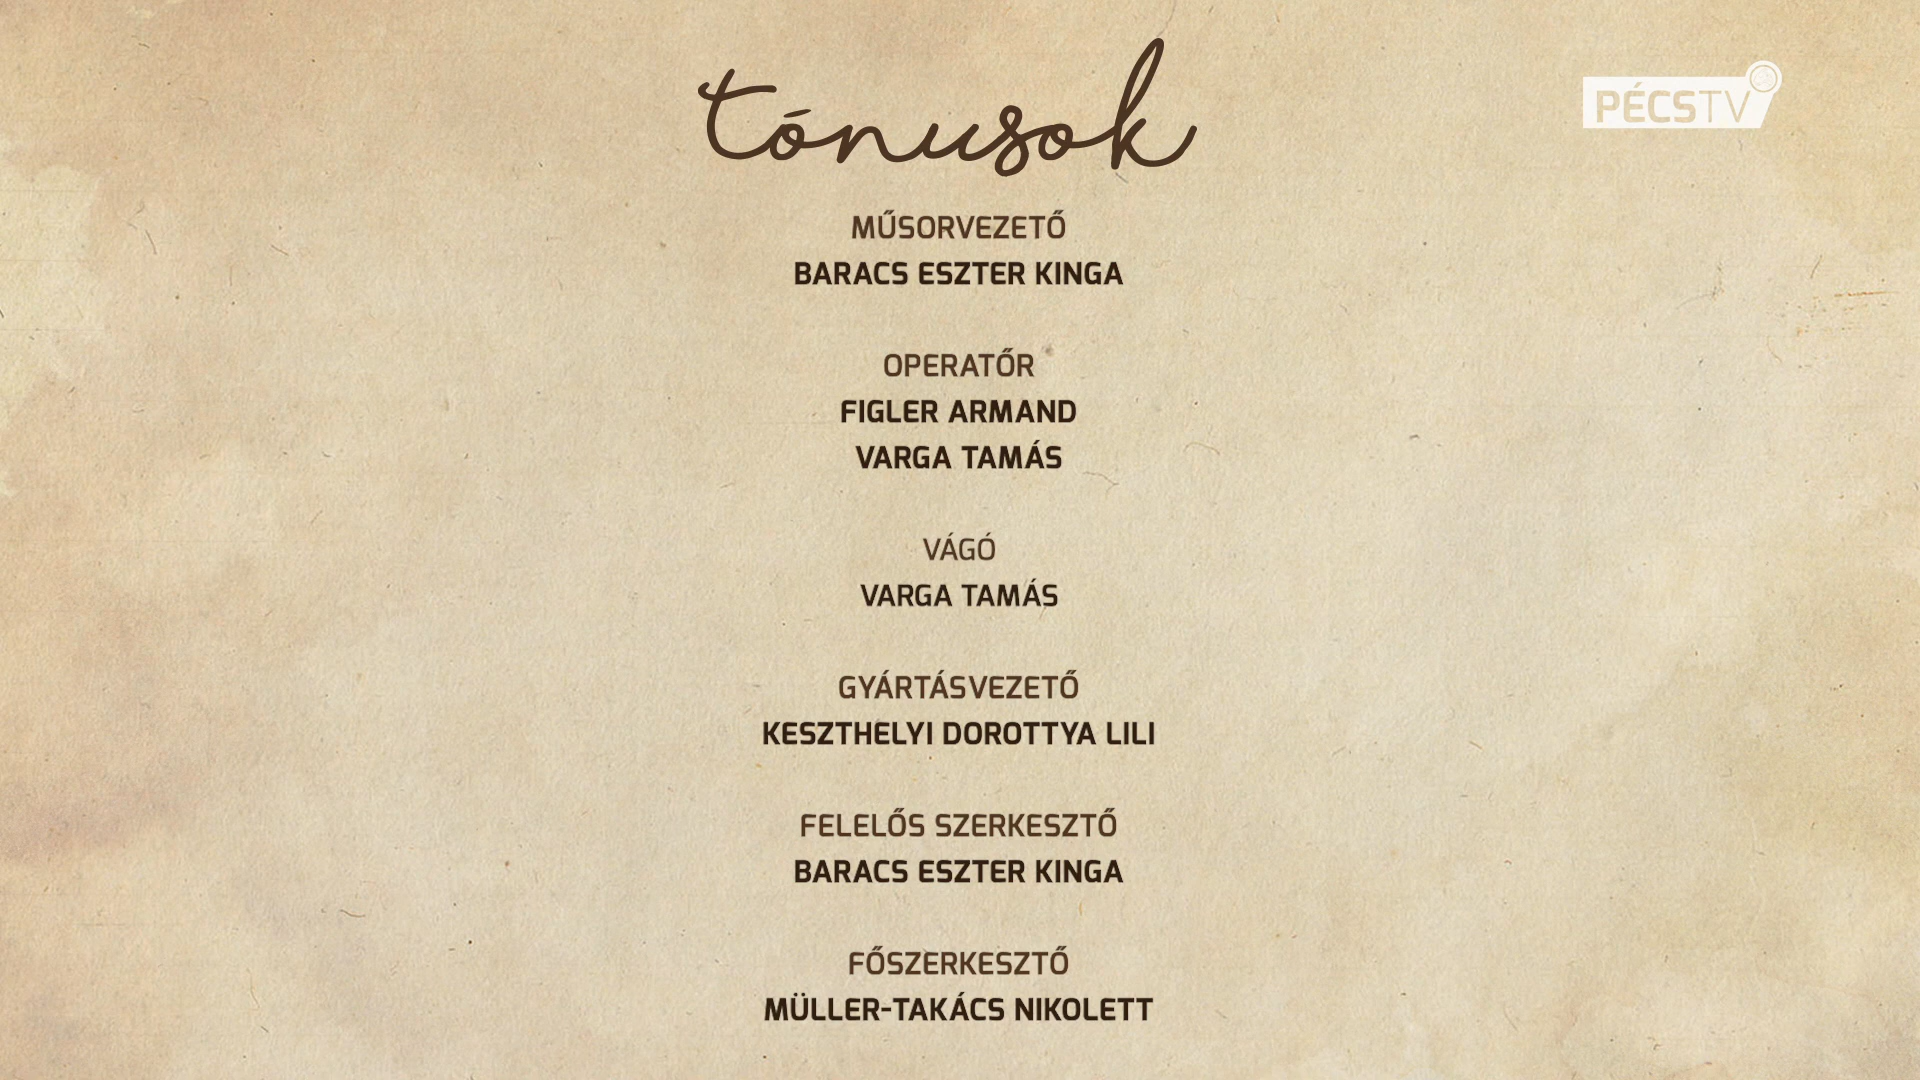 tónusok
PÉCSTV
MŰSORVEZETŐ
BARACS ESZTER KINGA
OPERATŐR
FIGLER ARMAND
VARGA TAMÁS
VÁGÓ
VARGA TAMÁS
GYÁRTÁSVEZETŐ
KESZTHELYI DOROTTYA LILI
FELELŐS SZERKESZTŐ
BARACS ESZTER KINGA
FŐSZERKESZTŐ
MÜLLER-TAKÁCS NIKOLETT